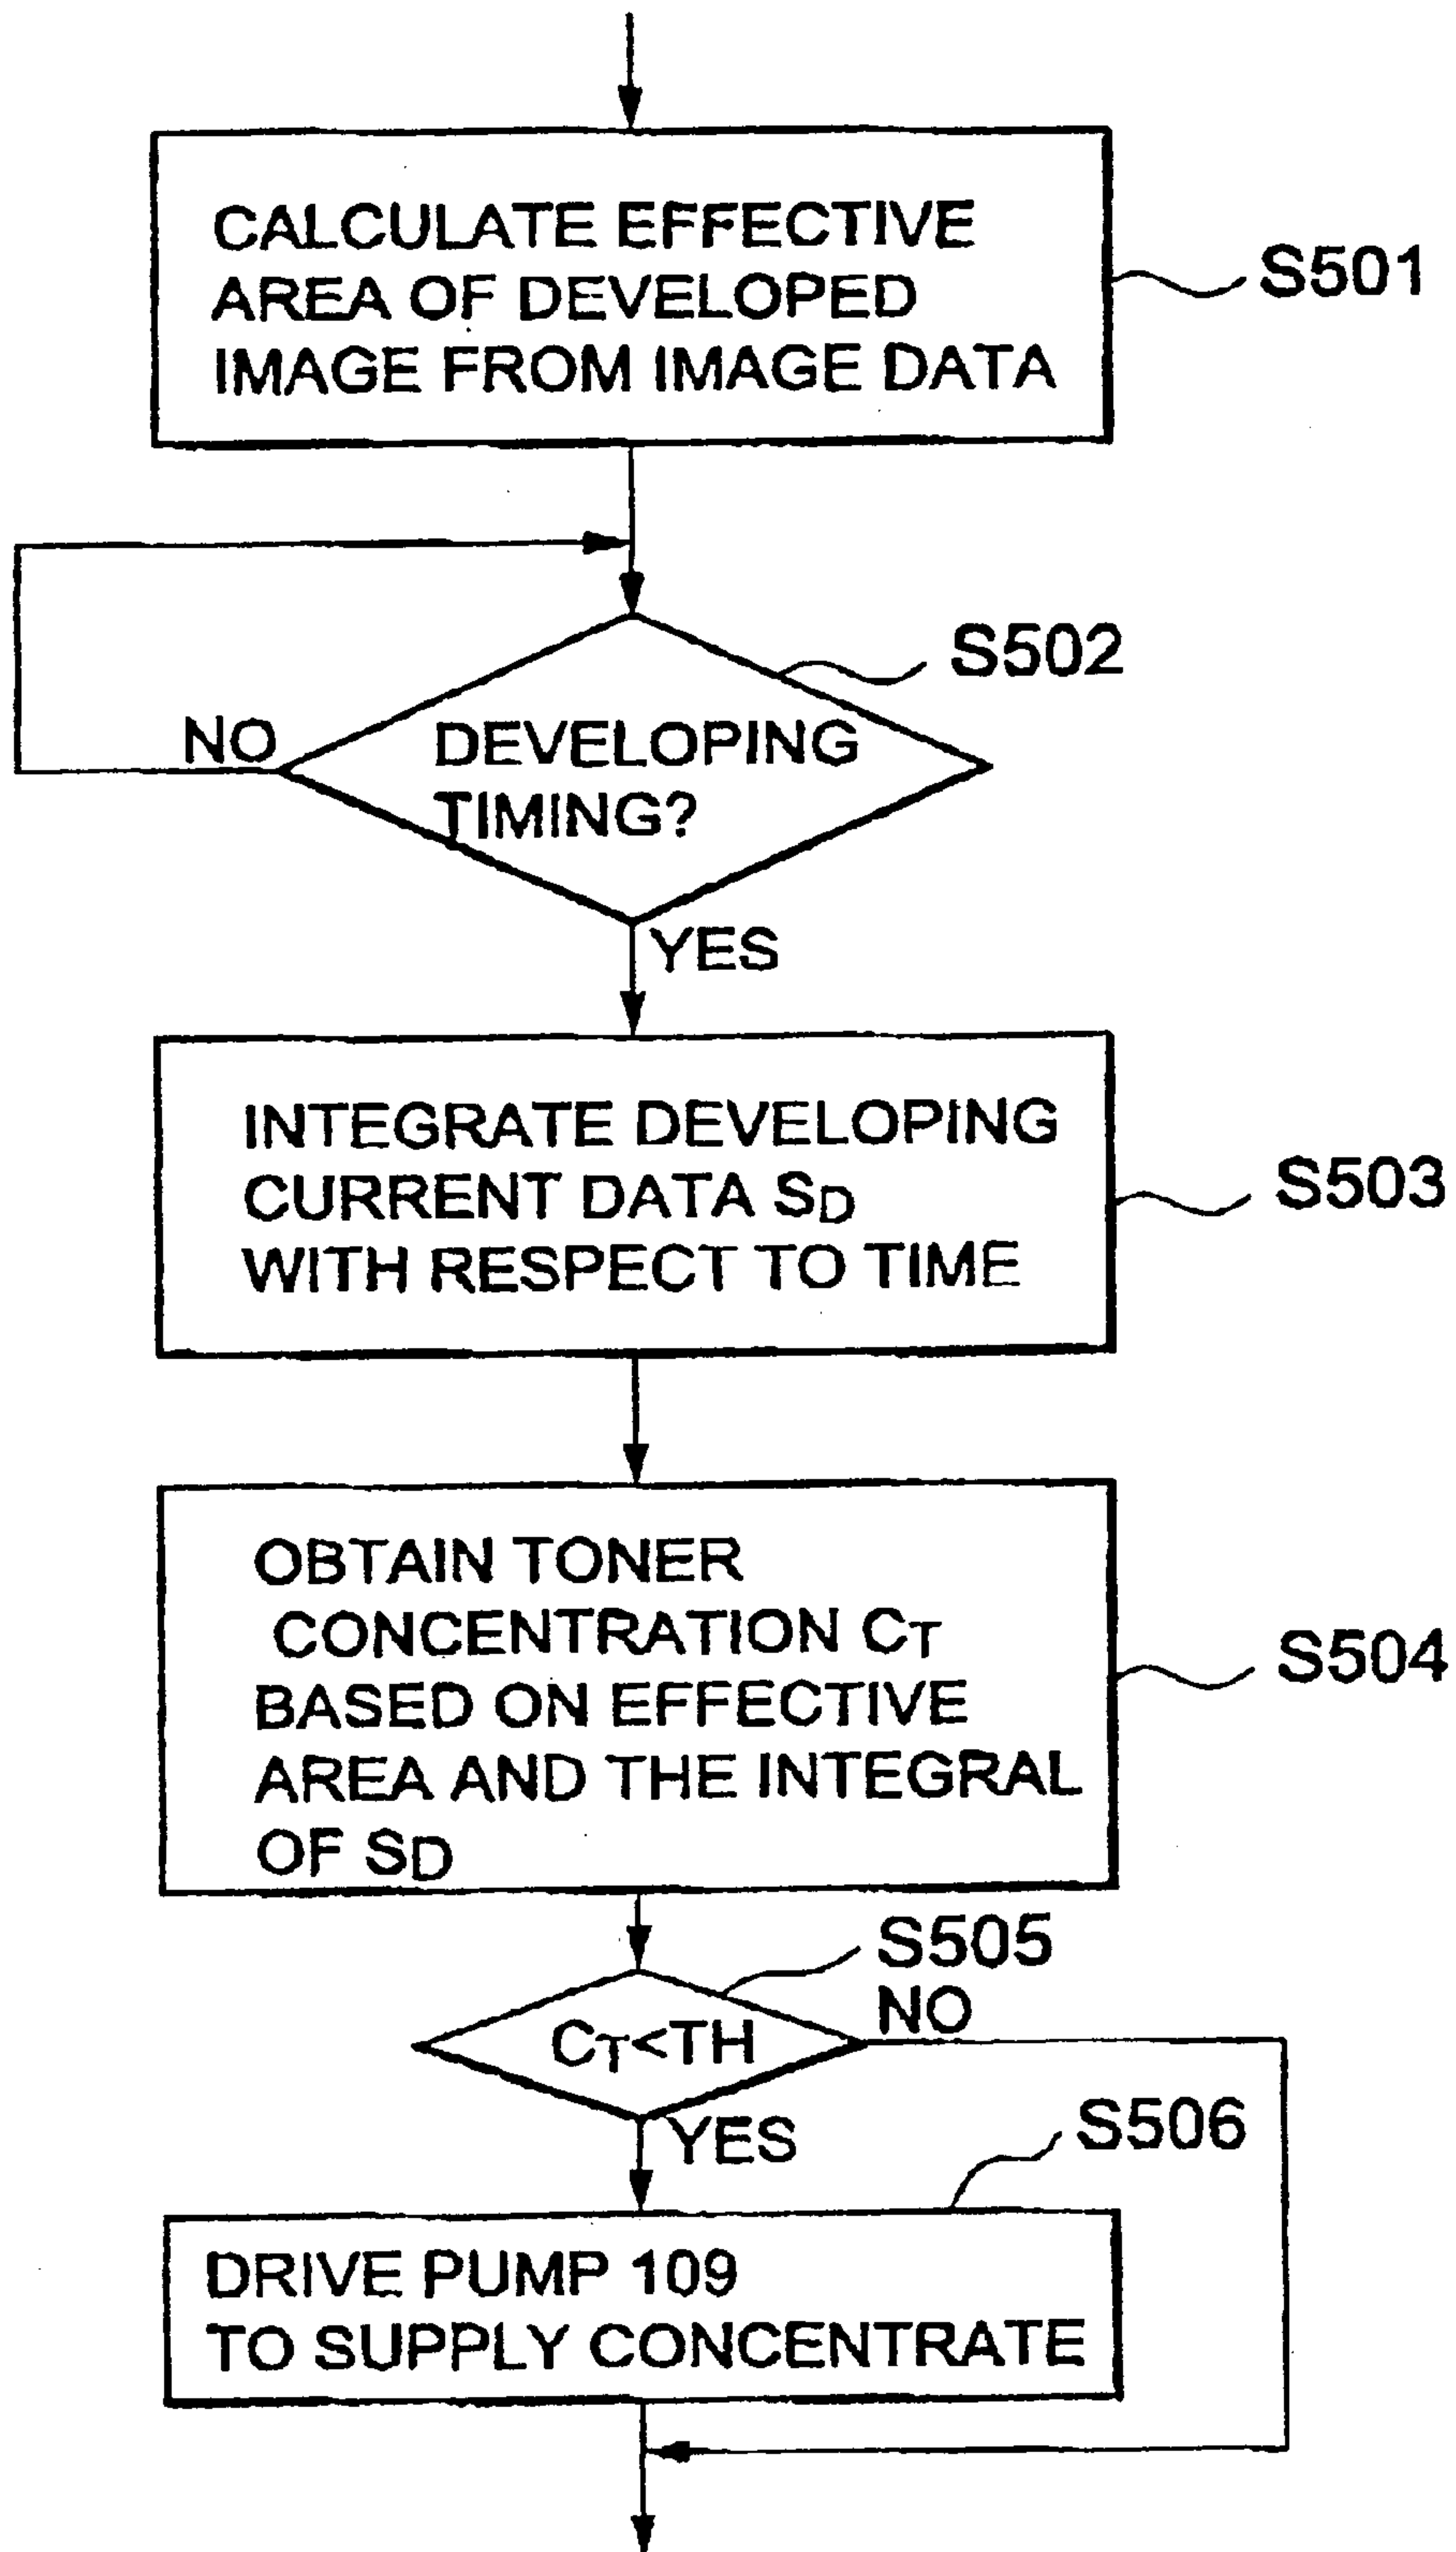 CALCULATE EFFECTIVE
AREA OF DEVELOPED
IMAGE FROM IMAGE DATA
S501
S502
NO
DEVELOPING
TIMING?
YES
INTEGRATE DEVELOPING
CURRENT DATA SD
WITH RESPECT TO TIME
S503
OBTAIN TONER
CONCENTRATION CT
BASED ON EFFECTIVE
AREA AND THE INTEGRAL
OF SD
S504
S505
NO
CT<TH
YES
S506
DRIVE PUMP 109
TO SUPPLY CONCENTRATE